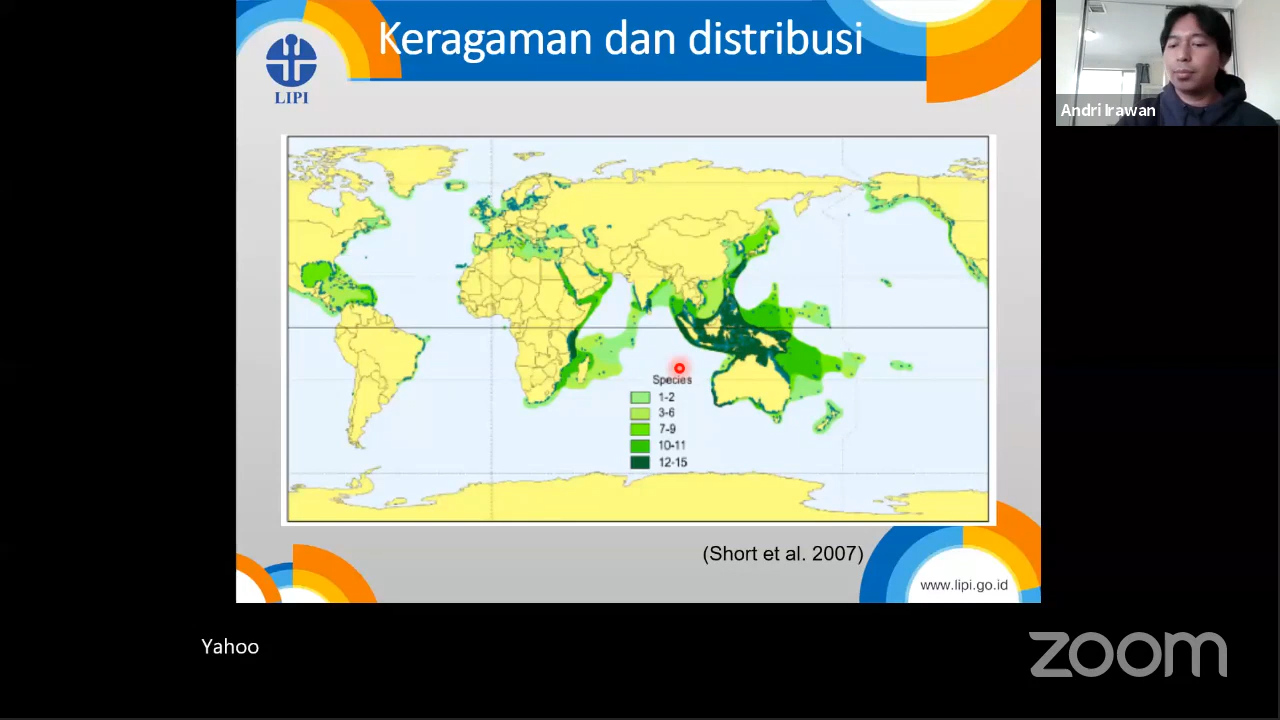 Keragaman dan distribusi
LIPI
Andri Irawan
Species
1-2
3-6
7-9
10-11
12-15
(Short et al. 2007)
www.lipi.go.id
Yahoo
zoom